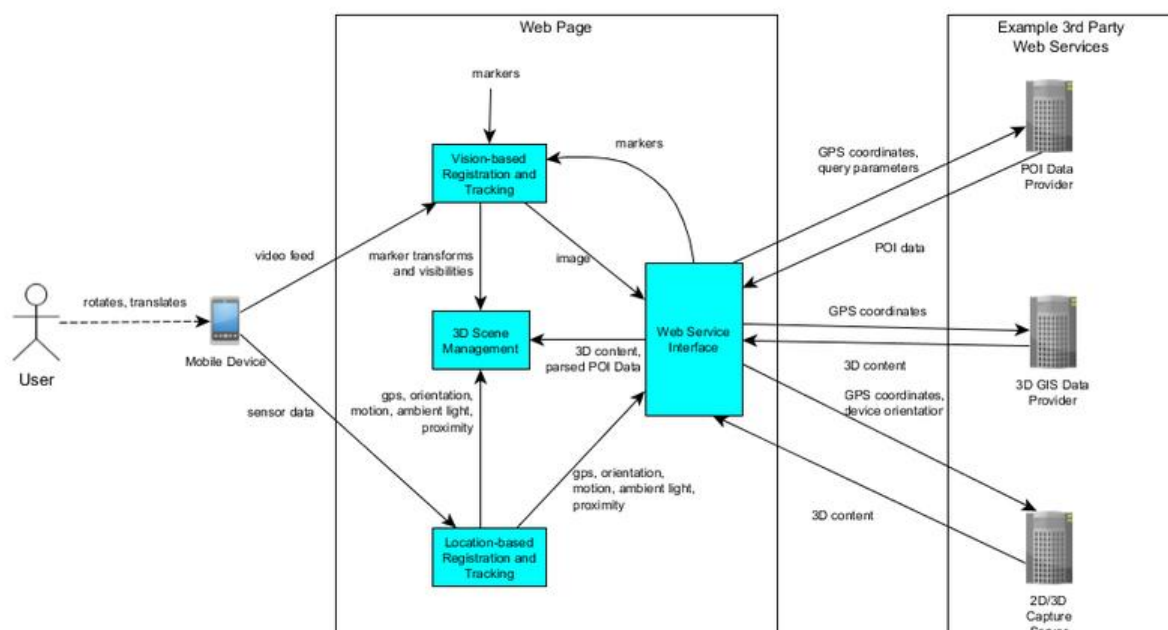 Web Page
Example 3rd Party
Web Services
markers
Vision-based
Registration and
Tracking
markers
GPS coordinates,
query parameters
POI Data
Provider
POI data
video feed
marker transforms
and visibilities
image
rotates, translates
Mobile Device
User
3D Scene
Management
Web Service
Interface
3D content,
parsed POI Data
GPS coordinates
3D content
3D GIS Data
Provider
gps, orientation,
motion, ambient light,
proximity
sensor data
GPS coordinates,
device orientation
gps, orientation,
motion, ambient light,
proximity
3D content
Location-based
Registration and
Tracking
2D/3D
Capture
Server